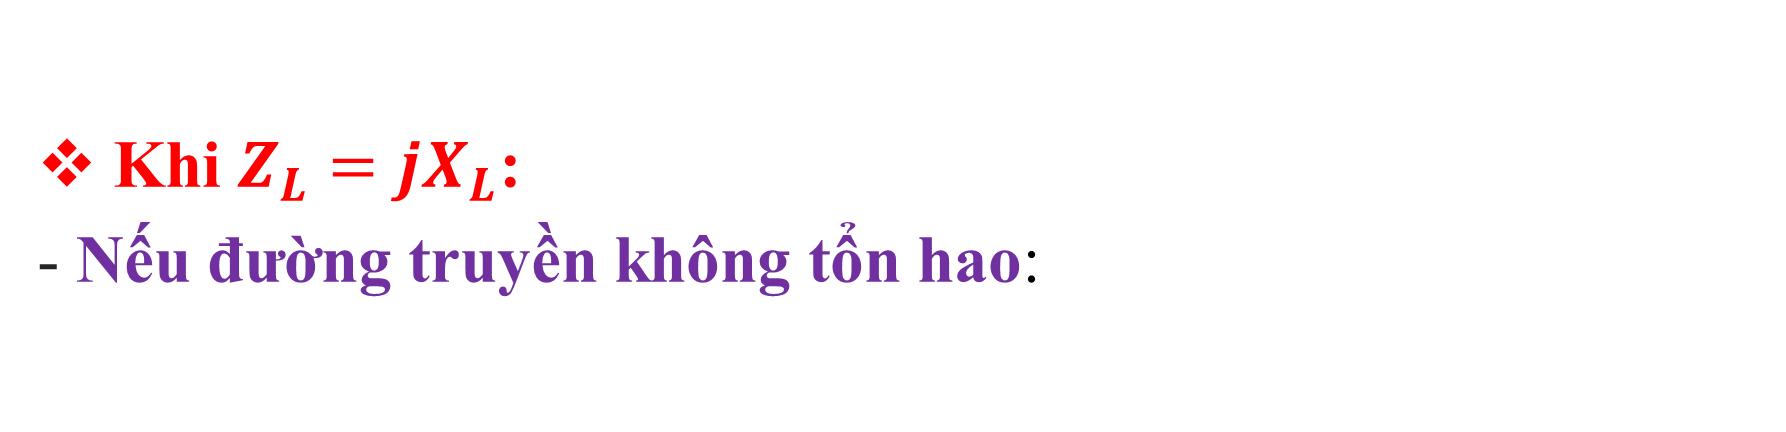 ❖ Khi Z_L = jX_L:
- Nếu đường truyền không tổn hao: